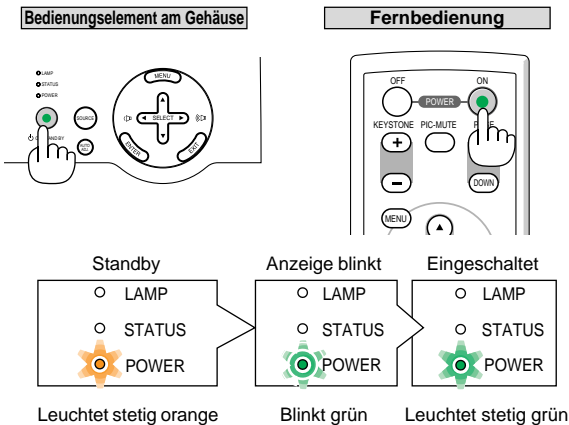 Bedienungselement am Gehäuse
LAMP
STATUS
POWER
SOURCE
AUTO
ADJ.
MENU
SELECT
ENTER
EXIT
Fernbedienung
OFF
ON
POWER
KEYSTONE
PIC-MUTE
DOWN
MENU
Standby
Anzeige blinkt
Eingeschaltet
LAMP
LAMP
LAMP
STATUS
STATUS
STATUS
POWER
POWER
POWER
Leuchtet stetig orange
Blinkt grün
Leuchtet stetig grün